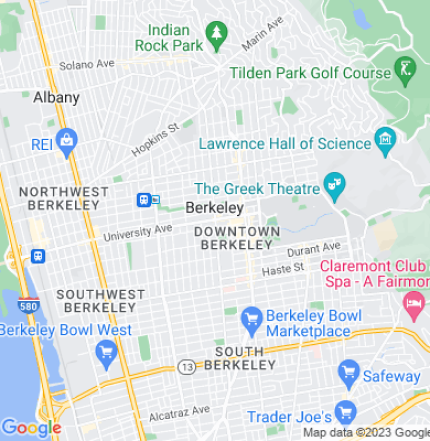 Indian
Rock Park
Marin Ave
Solano Ave
Tilden Park Golf Course
Albany
Hopkins St
REI
Lawrence Hall of Science
The Greek Theatre
NORTHWEST
BERKELEY
Berkeley
University Ave
DOWNTOWN
BERKELEY
Durant Ave
Haste St
Claremont Club
Spa - A Fairmon
580
SOUTHWEST
BERKELEY
Berkeley Bowl
Marketplace
Berkeley Bowl West
13
SOUTH
BERKELEY
Safeway
Alcatraz Ave
Trader Joe's
Google
Map data ©2023 Google